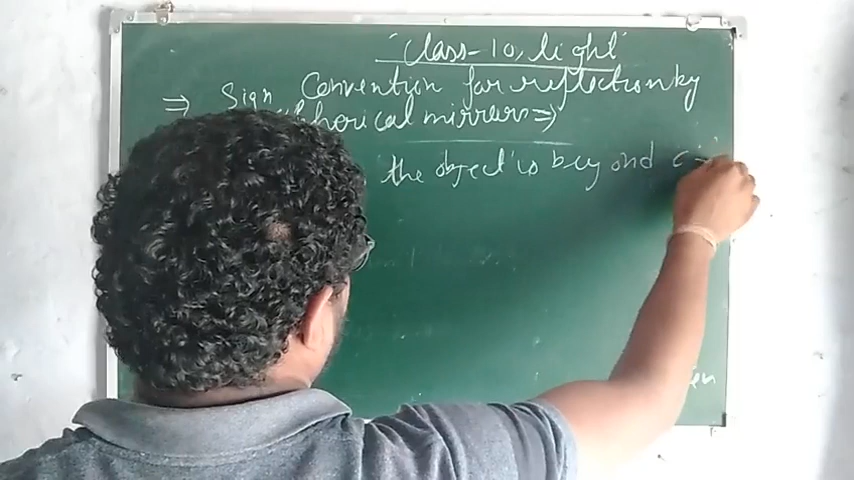 "Class-10, light"
⇒ Sign Convention for reflection by
spherical mirrors ⇒
the object is beyond c :-